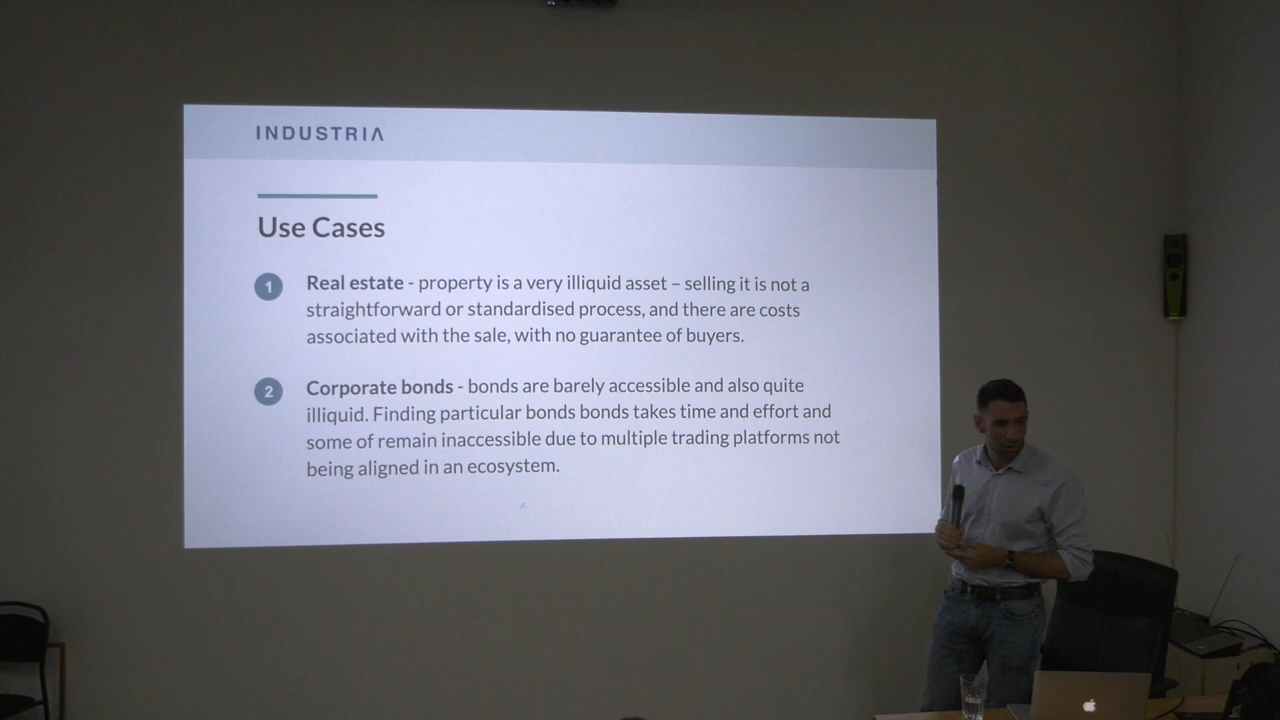 INDUSTRIA
Use Cases
1
Real estate - property is a very illiquid asset – selling it is not a
straightforward or standardised process, and there are costs
associated with the sale, with no guarantee of buyers.
2
Corporate bonds - bonds are barely accessible and also quite
illiquid. Finding particular bonds bonds takes time and effort and
some of remain inaccessible due to multiple trading platforms not
being aligned in an ecosystem.